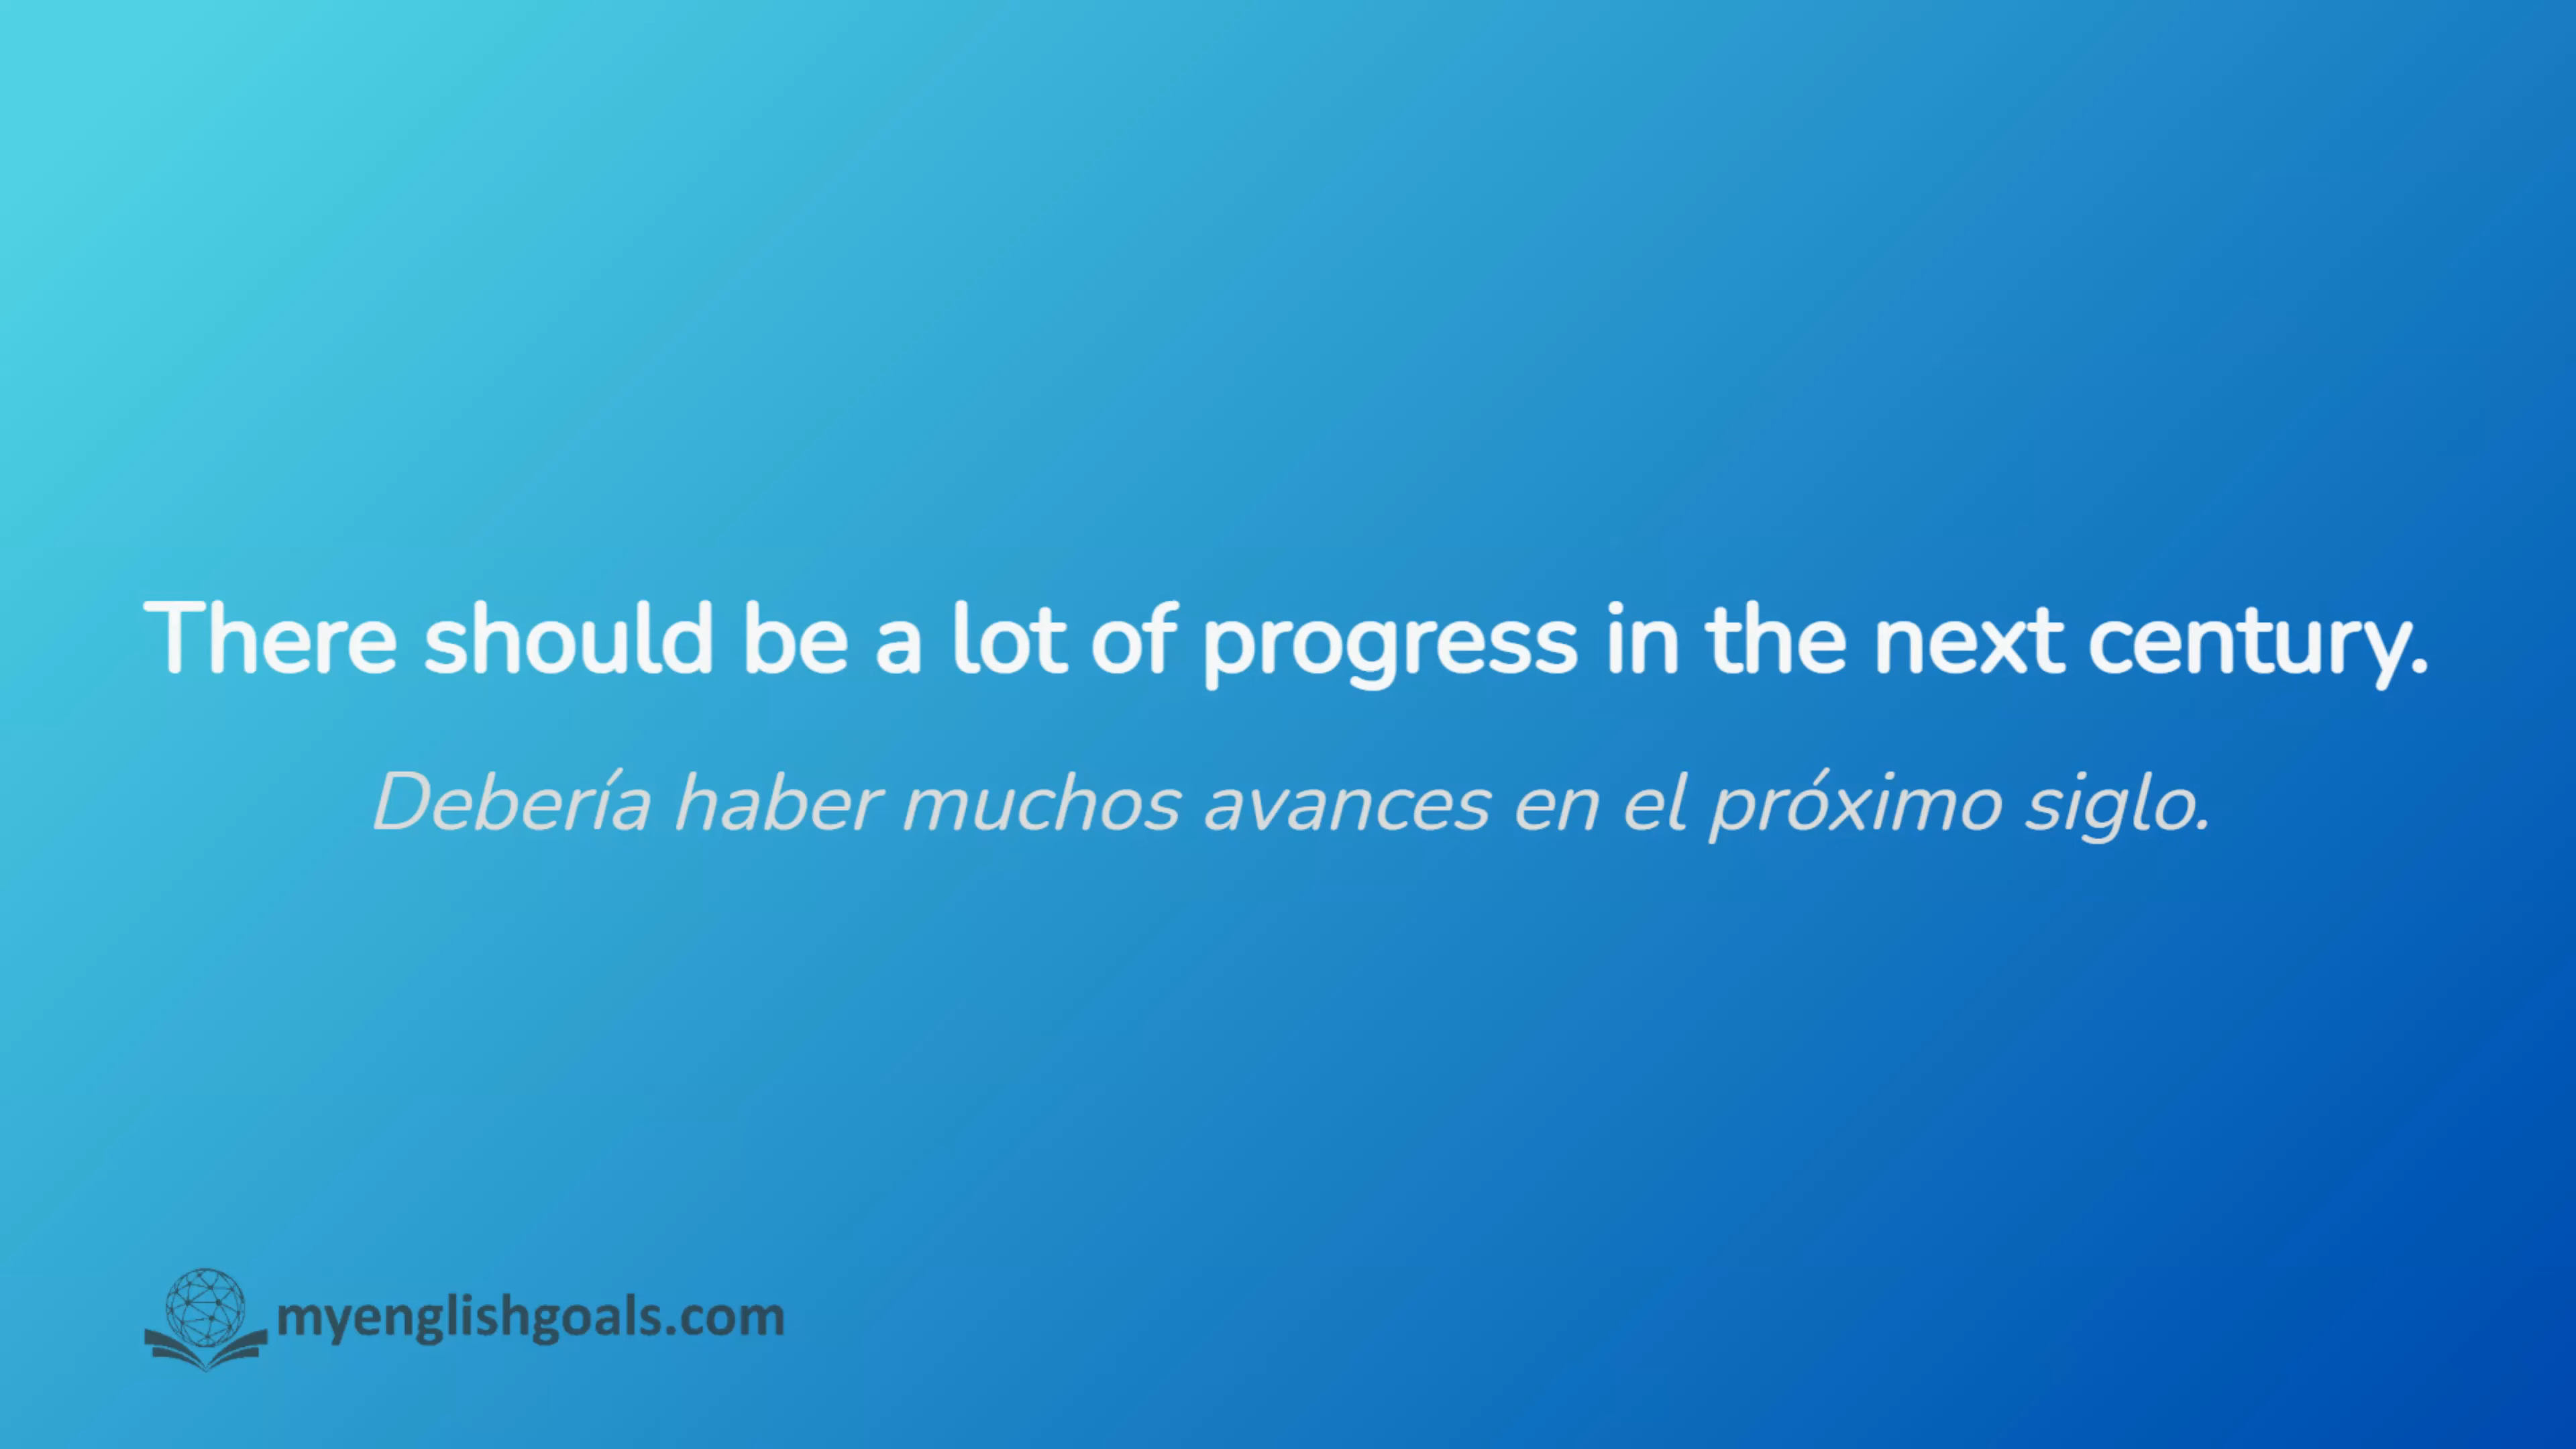 There should be a lot of progress in the next century.
Debería haber muchos avances en el próximo siglo.
myenglishgoals.com